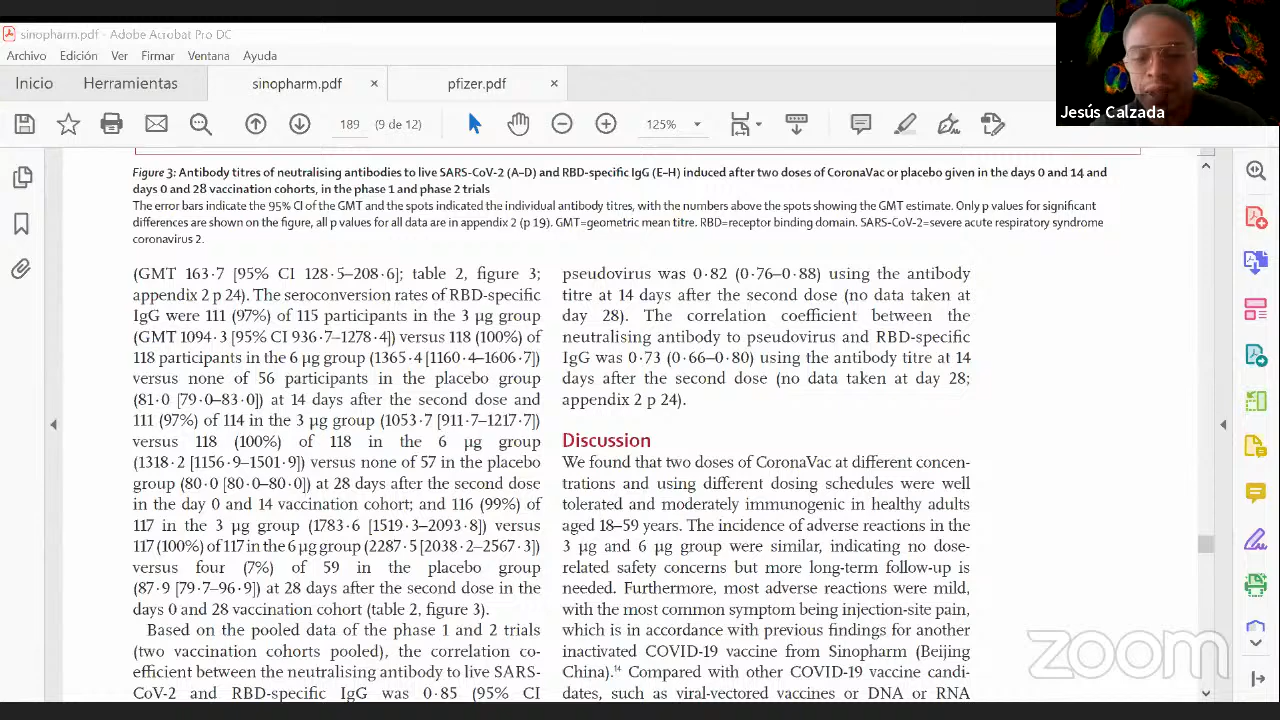 sinopharm.pdf - Adobe Acrobat Pro DC
Archivo Edición Ver Firmar Ventana Ayuda
Inicio Herramientas sinopharm.pdf × pfizer.pdf ×
189 (9 de 12) 125%
Jesús Calzada
Figure 3: Antibody titres of neutralising antibodies to live SARS-CoV-2 (A–D) and RBD-specific IgG (E–H) induced after two doses of CoronaVac or placebo given in the days 0 and 14 and
days 0 and 28 vaccination cohorts, in the phase 1 and phase 2 trials
The error bars indicate the 95% CI of the GMT and the spots indicated the individual antibody titres, with the numbers above the spots showing the GMT estimate. Only p values for significant
differences are shown on the figure, all p values for all data are in appendix 2 (p 19). GMT=geometric mean titre. RBD=receptor binding domain. SARS-CoV-2=severe acute respiratory syndrome
coronavirus 2.
(GMT 163·7 [95% CI 128·5–208·6]; table 2, figure 3;
appendix 2 p 24). The seroconversion rates of RBD-specific
IgG were 111 (97%) of 115 participants in the 3 μg group
(GMT 1094·3 [95% CI 936·7–1278·4]) versus 118 (100%) of
118 participants in the 6 μg group (1365·4 [1160·4–1606·7])
versus none of 56 participants in the placebo group
(81·0 [79·0–83·0]) at 14 days after the second dose and
111 (97%) of 114 in the 3 μg group (1053·7 [911·7–1217·7])
versus 118 (100%) of 118 in the 6 μg group
(1318·2 [1156·9–1501·9]) versus none of 57 in the placebo
group (80·0 [80·0–80·0]) at 28 days after the second dose
in the day 0 and 14 vaccination cohort; and 116 (99%) of
117 in the 3 μg group (1783·6 [1519·3–2093·8]) versus
117 (100%) of 117 in the 6 μg group (2287·5 [2038·2–2567·3])
versus four (7%) of 59 in the placebo group
(87·9 [79·7–96·9]) at 28 days after the second dose in the
days 0 and 28 vaccination cohort (table 2, figure 3).
Based on the pooled data of the phase 1 and 2 trials
(two vaccination cohorts pooled), the correlation co-
efficient between the neutralising antibody to live SARS-
CoV-2 and RBD-specific IgG was 0·85 (95% CI
pseudovirus was 0·82 (0·76–0·88) using the antibody
titre at 14 days after the second dose (no data taken at
day 28). The correlation coefficient between the
neutralising antibody to pseudovirus and RBD-specific
IgG was 0·73 (0·66–0·80) using the antibody titre at 14
days after the second dose (no data taken at day 28;
appendix 2 p 24).
Discussion
We found that two doses of CoronaVac at different concen-
trations and using different dosing schedules were well
tolerated and moderately immunogenic in healthy adults
aged 18–59 years. The incidence of adverse reactions in the
3 μg and 6 μg group were similar, indicating no dose-
related safety concerns but more long-term follow-up is
needed. Furthermore, most adverse reactions were mild,
with the most common symptom being injection-site pain,
which is in accordance with previous findings for another
inactivated COVID-19 vaccine from Sinopharm (Beijing
China).¹⁴ Compared with other COVID-19 vaccine candi-
dates, such as viral-vectored vaccines or DNA or RNA
zoom